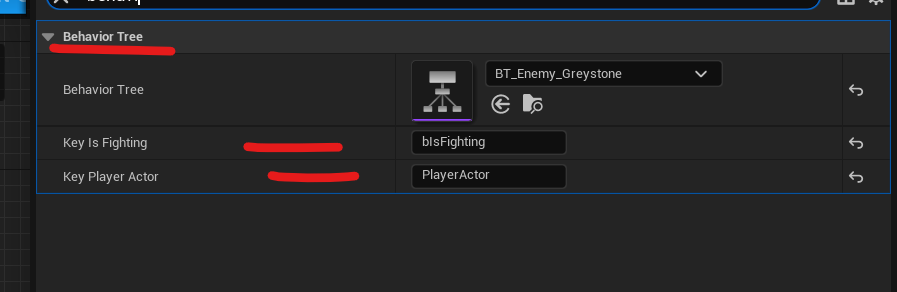 Behavior Tree
Behavior Tree
BT_Enemy_Greystone
Key Is Fighting
bIsFighting
Key Player Actor
PlayerActor